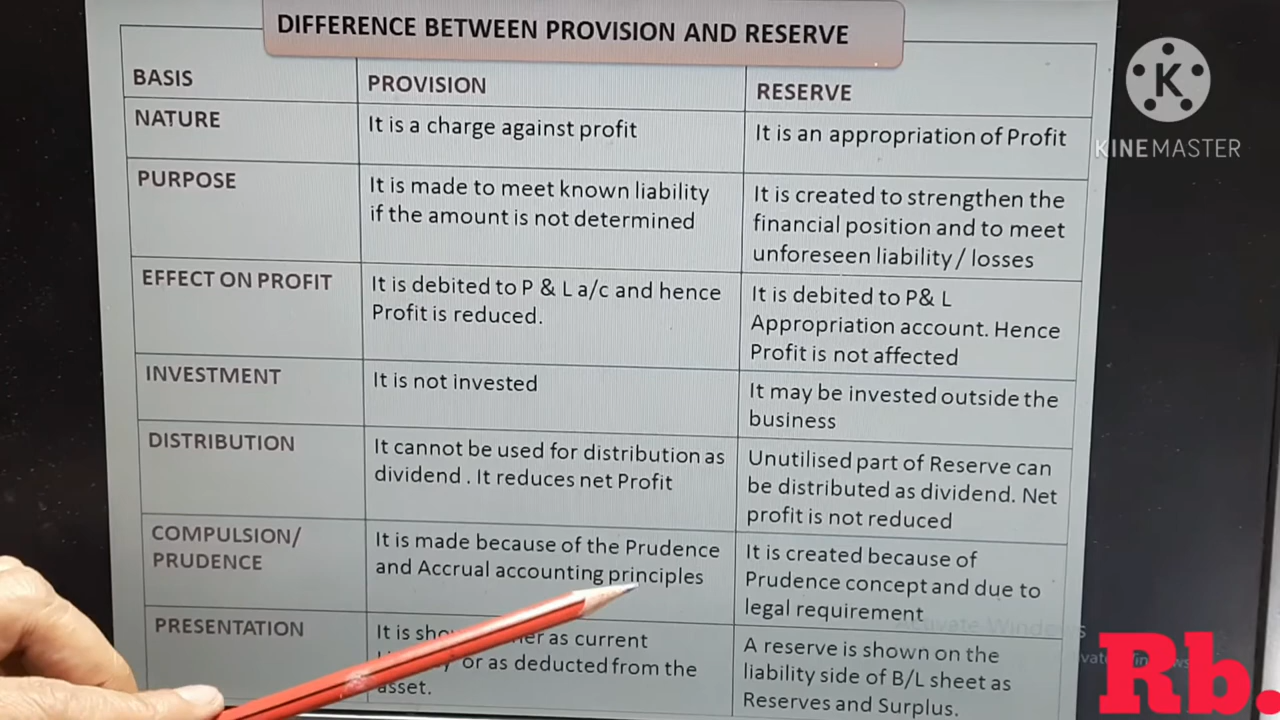 DIFFERENCE BETWEEN PROVISION AND RESERVE
BASIS
PROVISION
RESERVE
NATURE
It is a charge against profit
It is an appropriation of Profit
PURPOSE
It is made to meet known liability
if the amount is not determined
It is created to strengthen the
financial position and to meet
unforeseen liability / losses
EFFECT ON PROFIT
It is debited to P & L a/c and hence
Profit is reduced.
It is debited to P& L
Appropriation account. Hence
Profit is not affected
INVESTMENT
It is not invested
It may be invested outside the
business
DISTRIBUTION
It cannot be used for distribution as
dividend . It reduces net Profit
Unutilised part of Reserve can
be distributed as dividend. Net
profit is not reduced
COMPULSION/
PRUDENCE
It is made because of the Prudence
and Accrual accounting principles
It is created because of
Prudence concept and due to
legal requirement
PRESENTATION
It is as current
or as deducted from the
asset.
A reserve is shown on the
liability side of B/L sheet as
Reserves and Surplus.
Activate Windows
K
KINEMASTER
Rb.